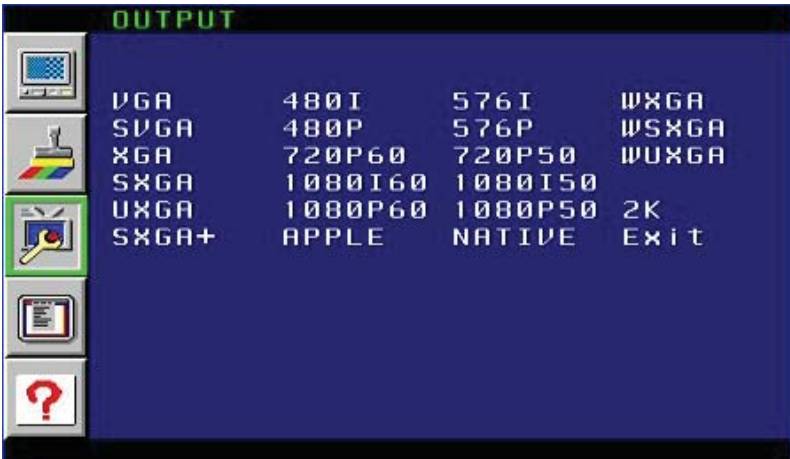 OUTPUT
VGA 480I 576I WXGA
SVGA 480P 576P WSXGA
XGA 720P60 720P50 WUXGA
SXGA 1080I60 1080I50
UXGA 1080P60 1080P50 2K
SXGA+ APPLE NATIVE Exit
?